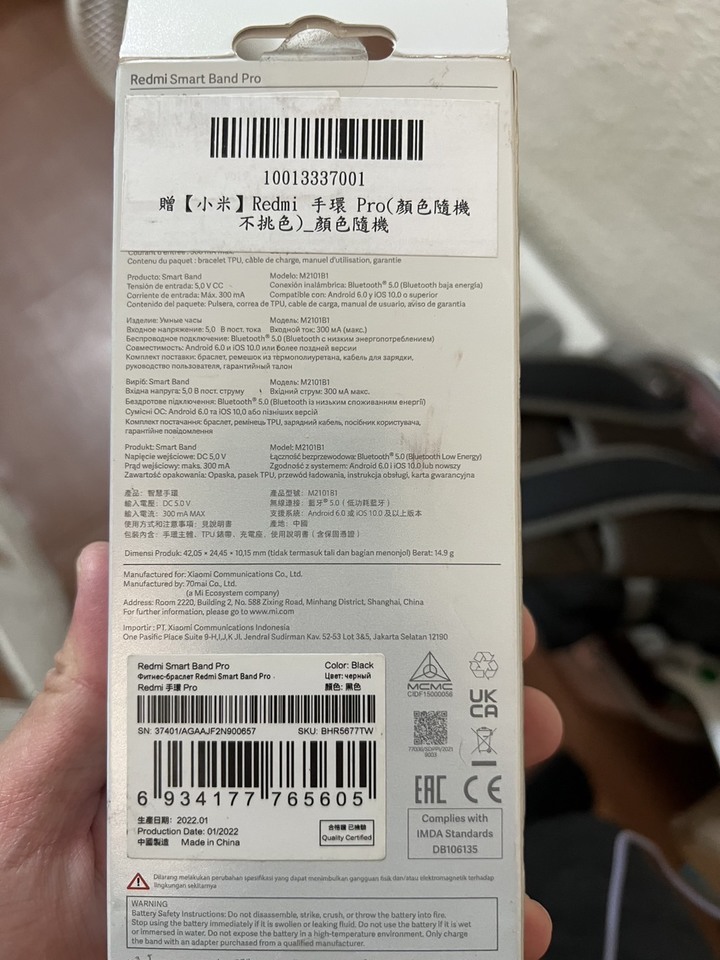 Redmi Smart Band Pro
10013337001
贈【小米】Redmi 手環 Pro(顏色隨機
不挑色)_顏色隨機
Contenu du paquet : bracelet TPU, câble de charge, manuel d'utilisation, garantie
Producto: Smart Band Modelo: M2101B1
Tensión de entrada: 5,0 V CC Conexión inalámbrica: Bluetooth® 5.0 (Bluetooth baja energía)
Corriente de entrada: Máx. 300 mA Compatible con: Android 6.0 y iOS 10.0 o superior
Contenido del paquete: Pulsera, correa de TPU, cable de carga, manual de usuario, aviso de garantía
Изделие: Умные часы Модель: M2101B1
Входное напряжение: 5,0 В пост. тока Входной ток: 300 мА (макс.)
Беспроводное подключение: Bluetooth® 5.0 (Bluetooth с низким энергопотреблением)
Совместимость: Android 6.0 и iOS 10.0 или более поздней версии
Комплект поставки: браслет, ремешок из термополиуретана, кабель для зарядки,
руководство пользователя, гарантийный талон
Виріб: Smart Band Модель: M2101B1
Вхідна напруга: 5,0 В пост. струму Вхідний струм: 300 мА макс.
Бездротове підключення: Bluetooth® 5.0 (Bluetooth із низьким споживанням енергії)
Сумісні ОС: Android 6.0 та iOS 10,0 або пізніших версій
Комплект постачання: браслет, ремінець TPU, зарядний кабель, посібник користувача,
гарантійне повідомлення
Produkt: Smart Band Model: M2101B1
Napięcie wejściowe: DC 5,0 V Łączność bezprzewodowa: Bluetooth® 5.0 (Bluetooth Low Energy)
Prąd wejściowy: maks. 300 mA Zgodność z systemem: Android 6.0 i iOS 10.0 lub nowszy
Zawartość opakowania: Opaska, pasek TPU, przewód ładowania, instrukcja obsługi, karta gwarancyjna
產品：智慧手環 產品型號：M2101B1
輸入電壓：DC 5.0 V 無線連接：藍牙® 5.0（低功耗藍牙）
輸入電流：300 mA MAX 支援系統：Android 6.0 或 iOS 10.0 及以上版本
使用方式和注意事項：見說明書 產地：中國
包裝內含：手環主體、TPU 錶帶、充電座、使用說明書（含保固憑證）
Dimensi Produk: 42,05 × 24,45 × 10,15 mm (tidak termasuk tali dan bagian menonjol) Berat: 14.9 g
Manufactured for: Xiaomi Communications Co., Ltd.
Manufactured by: 70mai Co., Ltd.
(a Mi Ecosystem company)
Address: Room 2220, Building 2, No. 588 Zixing Road, Minhang District, Shanghai, China
For further information, please go to www.mi.com
Importir : PT. Xiaomi Communications Indonesia
One Pasific Place Suite 9-H,I,J,K Jl. Jendral Sudirman Kav. 52-53 Lot 3&5, Jakarta Selatan 12190
Redmi Smart Band Pro Color: Black
Фитнес-браслет Redmi Smart Band Pro Цвет: черный
Redmi 手環 Pro 顏色: 黑色
SN: 37401/AGAAJF2N900657 SKU: BHR5677TW
6 934177 765605
生產日期：2022.01
Production Date: 01/2022
中國製造 Made in China
合格證 已檢驗
Quality Certified
MCMC
CIDF15000058
UK
CA
EAC CE
Complies with
IMDA Standards
DB106135
Dilarang melakukan perubahan spesifikasi yang dapat menimbulkan gangguan fisik dan/atau elektromagnetik terhadap
lingkungan sekitarnya
WARNING
Battery Safety Instructions: Do not disassemble, strike, crush, or throw the battery into fire.
Stop using the battery immediately if it is swollen or leaking fluid. Do not use the battery if it is wet
or immersed in water. Do not expose the battery in a high-temperature environment. Only charge
the band with an adapter purchased from a qualified manufacturer.